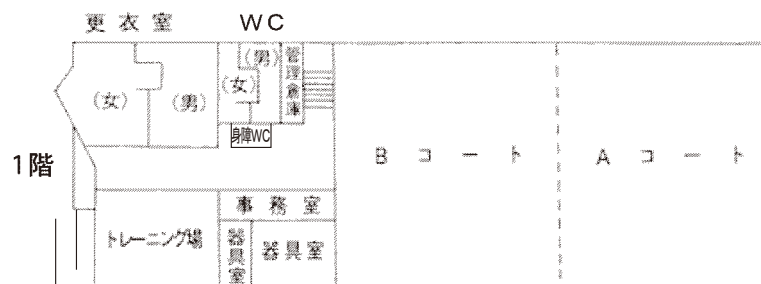 更衣室 WC
(女)
(男)
(女)
(男)
管理倉庫
身障WC
1階
Bコート
Aコート
事務室
トレーニング場
器具室
器具室